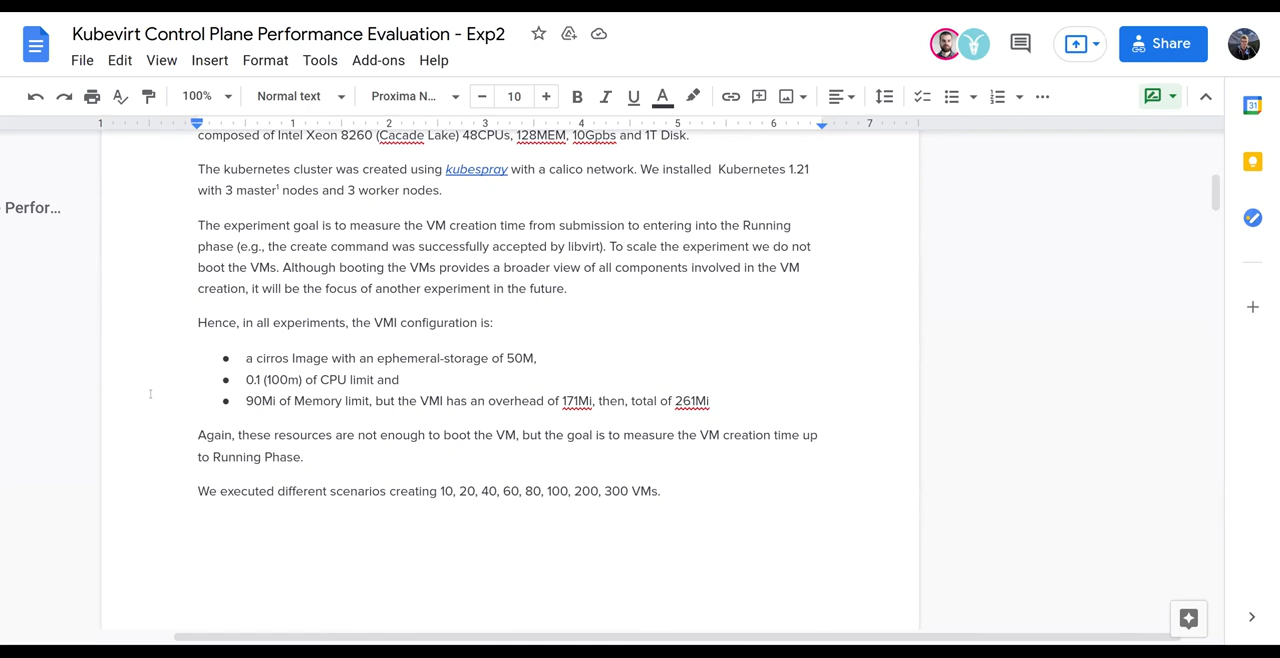 Kubevirt Control Plane Performance Evaluation - Exp2
File Edit View Insert Format Tools Add-ons Help
Share
100% Normal text Proxima N... 10
1 1 2 3 4 5 6 7
31
Perfor...
composed of Intel Xeon 8260 (Cacade Lake) 48CPUs, 128MEM, 10Gpbs and 1T Disk.
The kubernetes cluster was created using kubespray with a calico network. We installed Kubernetes 1.21
with 3 master¹ nodes and 3 worker nodes.
The experiment goal is to measure the VM creation time from submission to entering into the Running
phase (e.g., the create command was successfully accepted by libvirt). To scale the experiment we do not
boot the VMs. Although booting the VMs provides a broader view of all components involved in the VM
creation, it will be the focus of another experiment in the future.
Hence, in all experiments, the VMI configuration is:
● a cirros Image with an ephemeral-storage of 50M,
● 0.1 (100m) of CPU limit and
● 90Mi of Memory limit, but the VMI has an overhead of 171Mi, then, total of 261Mi
Again, these resources are not enough to boot the VM, but the goal is to measure the VM creation time up
to Running Phase.
We executed different scenarios creating 10, 20, 40, 60, 80, 100, 200, 300 VMs.